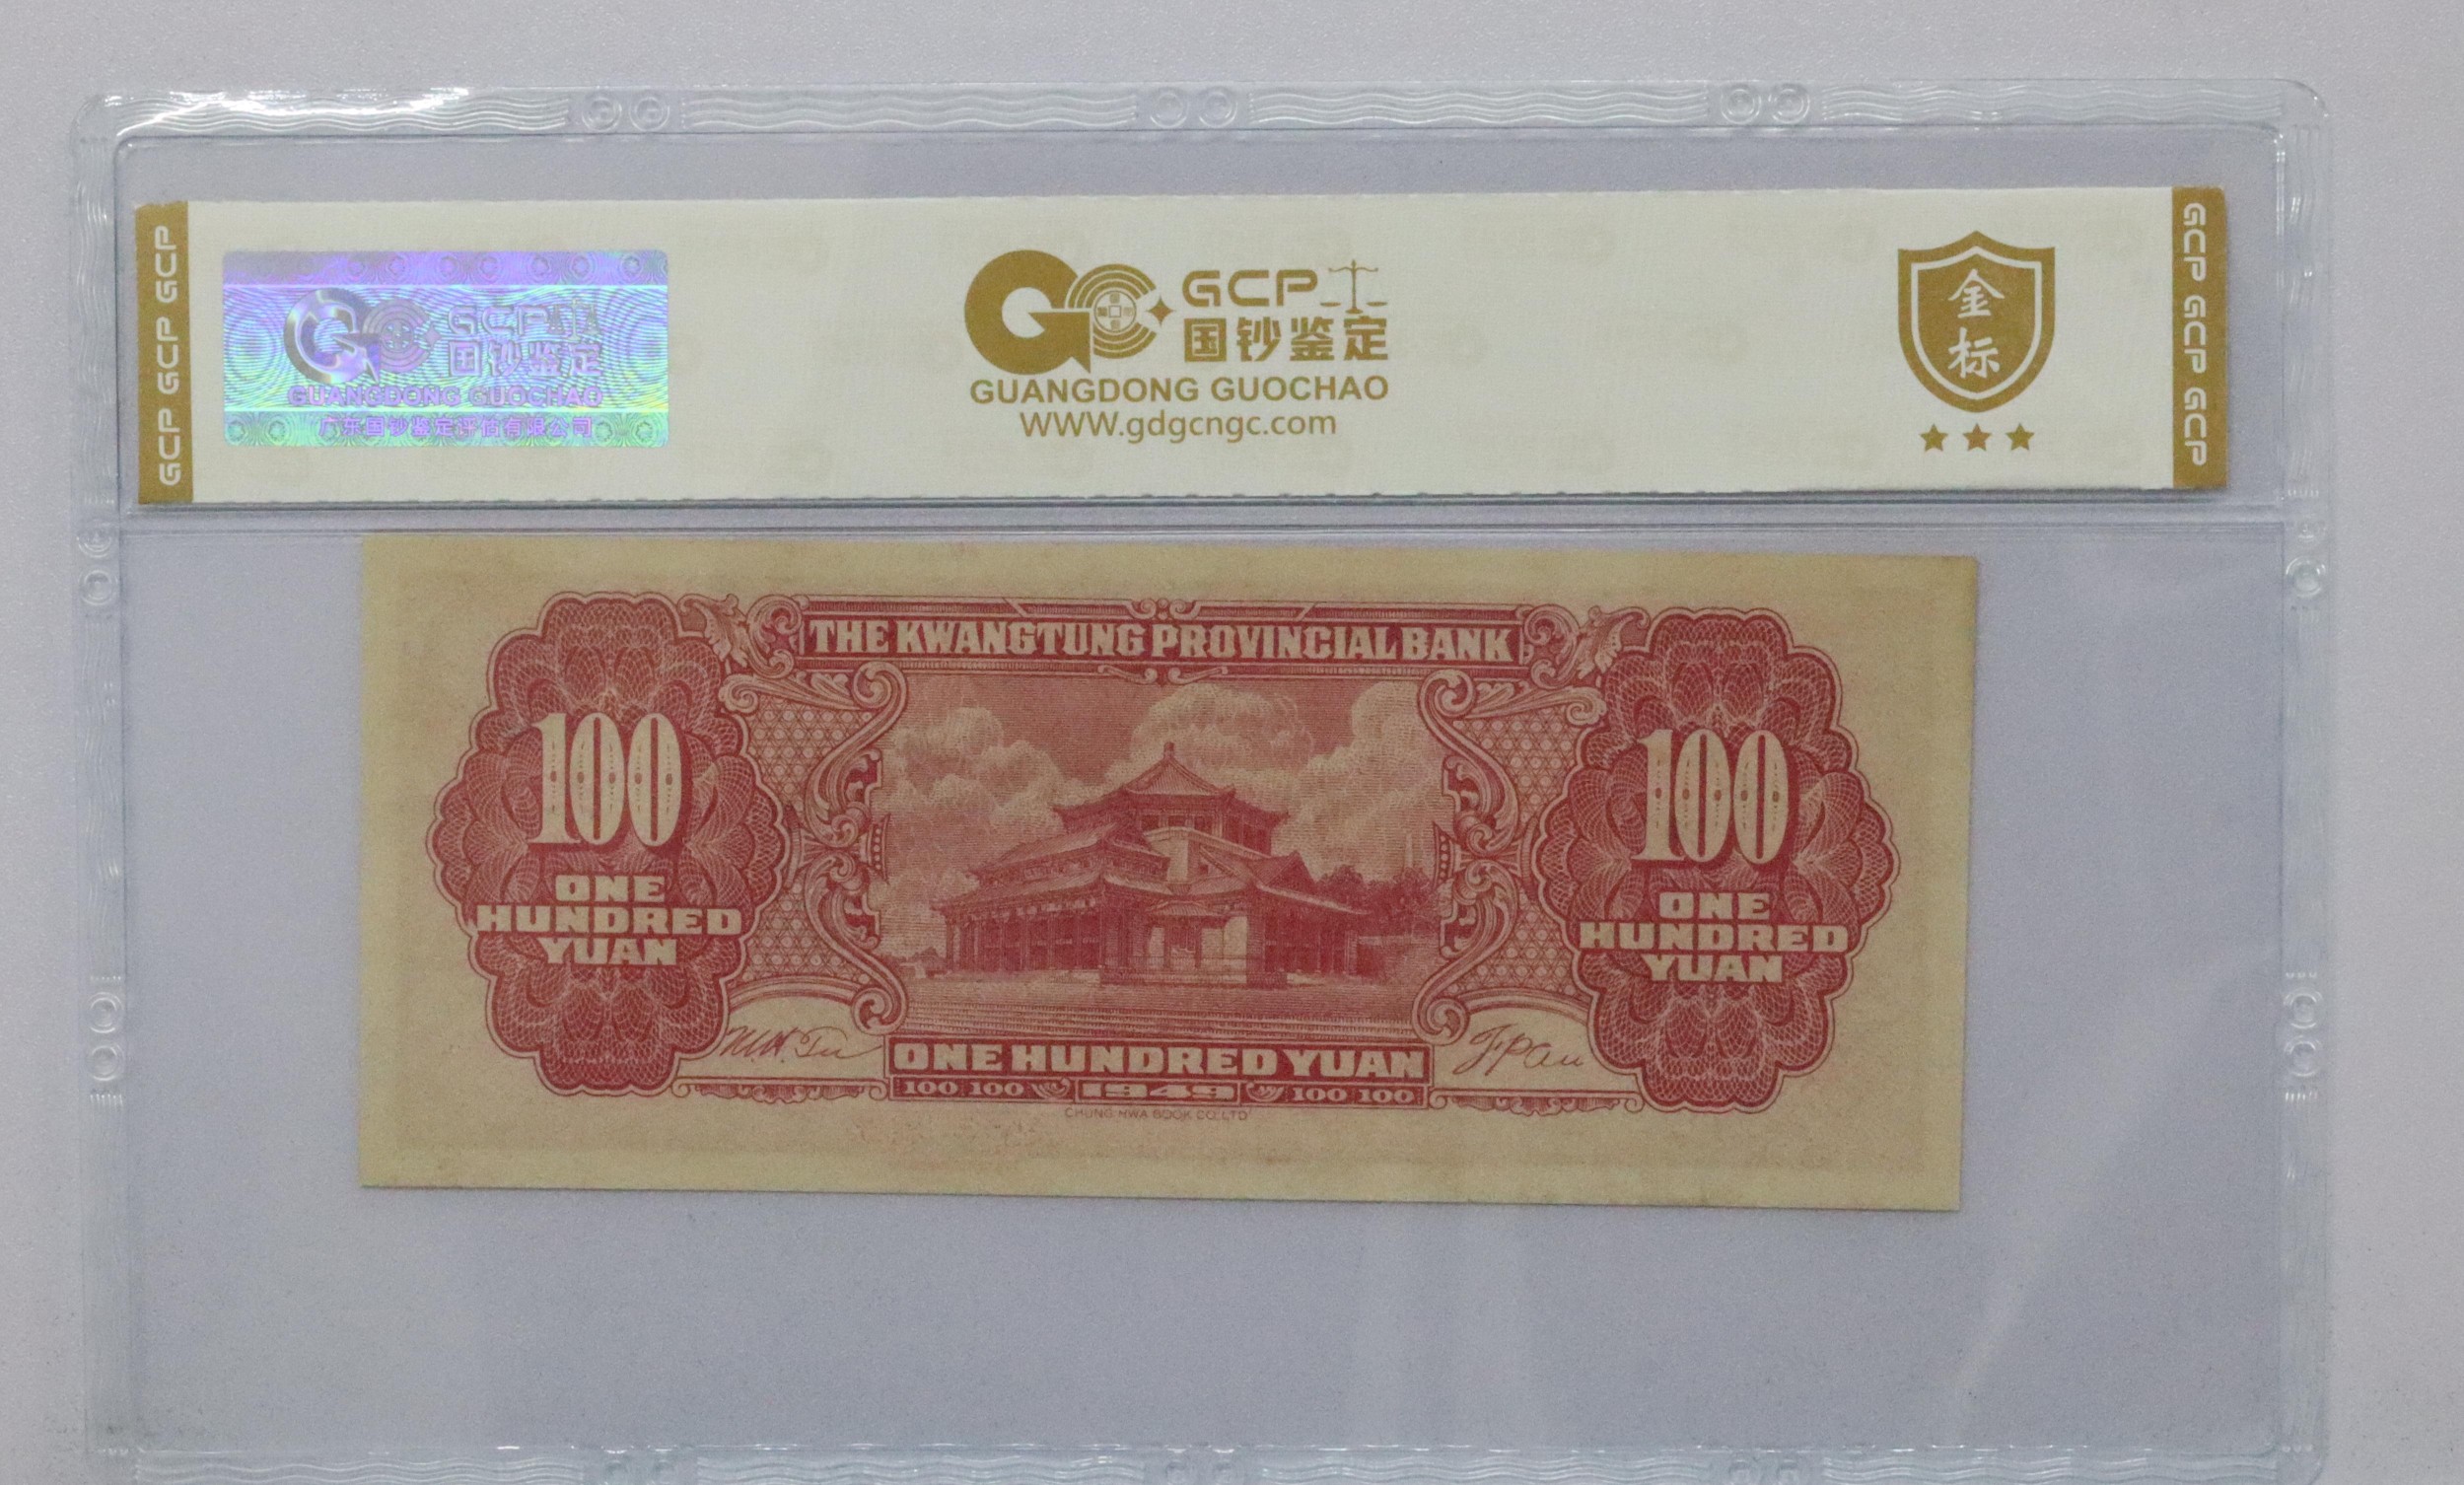 GCP GCP GCP
GCP
国钞鉴定
GUANGDONG GUOCHAO
广东国钞鉴定评估有限公司
GCP
国钞鉴定
GUANGDONG GUOCHAO
WWW.gdgcngc.com
金
标
GCP GCP GCP
THE KWANGTUNG PROVINCIAL BANK
100
ONE
HUNDRED
YUAN
100
ONE
HUNDRED
YUAN
ONE HUNDRED YUAN
100 100 1949 100 100
CHUNG HWA BOOK CO. LTD